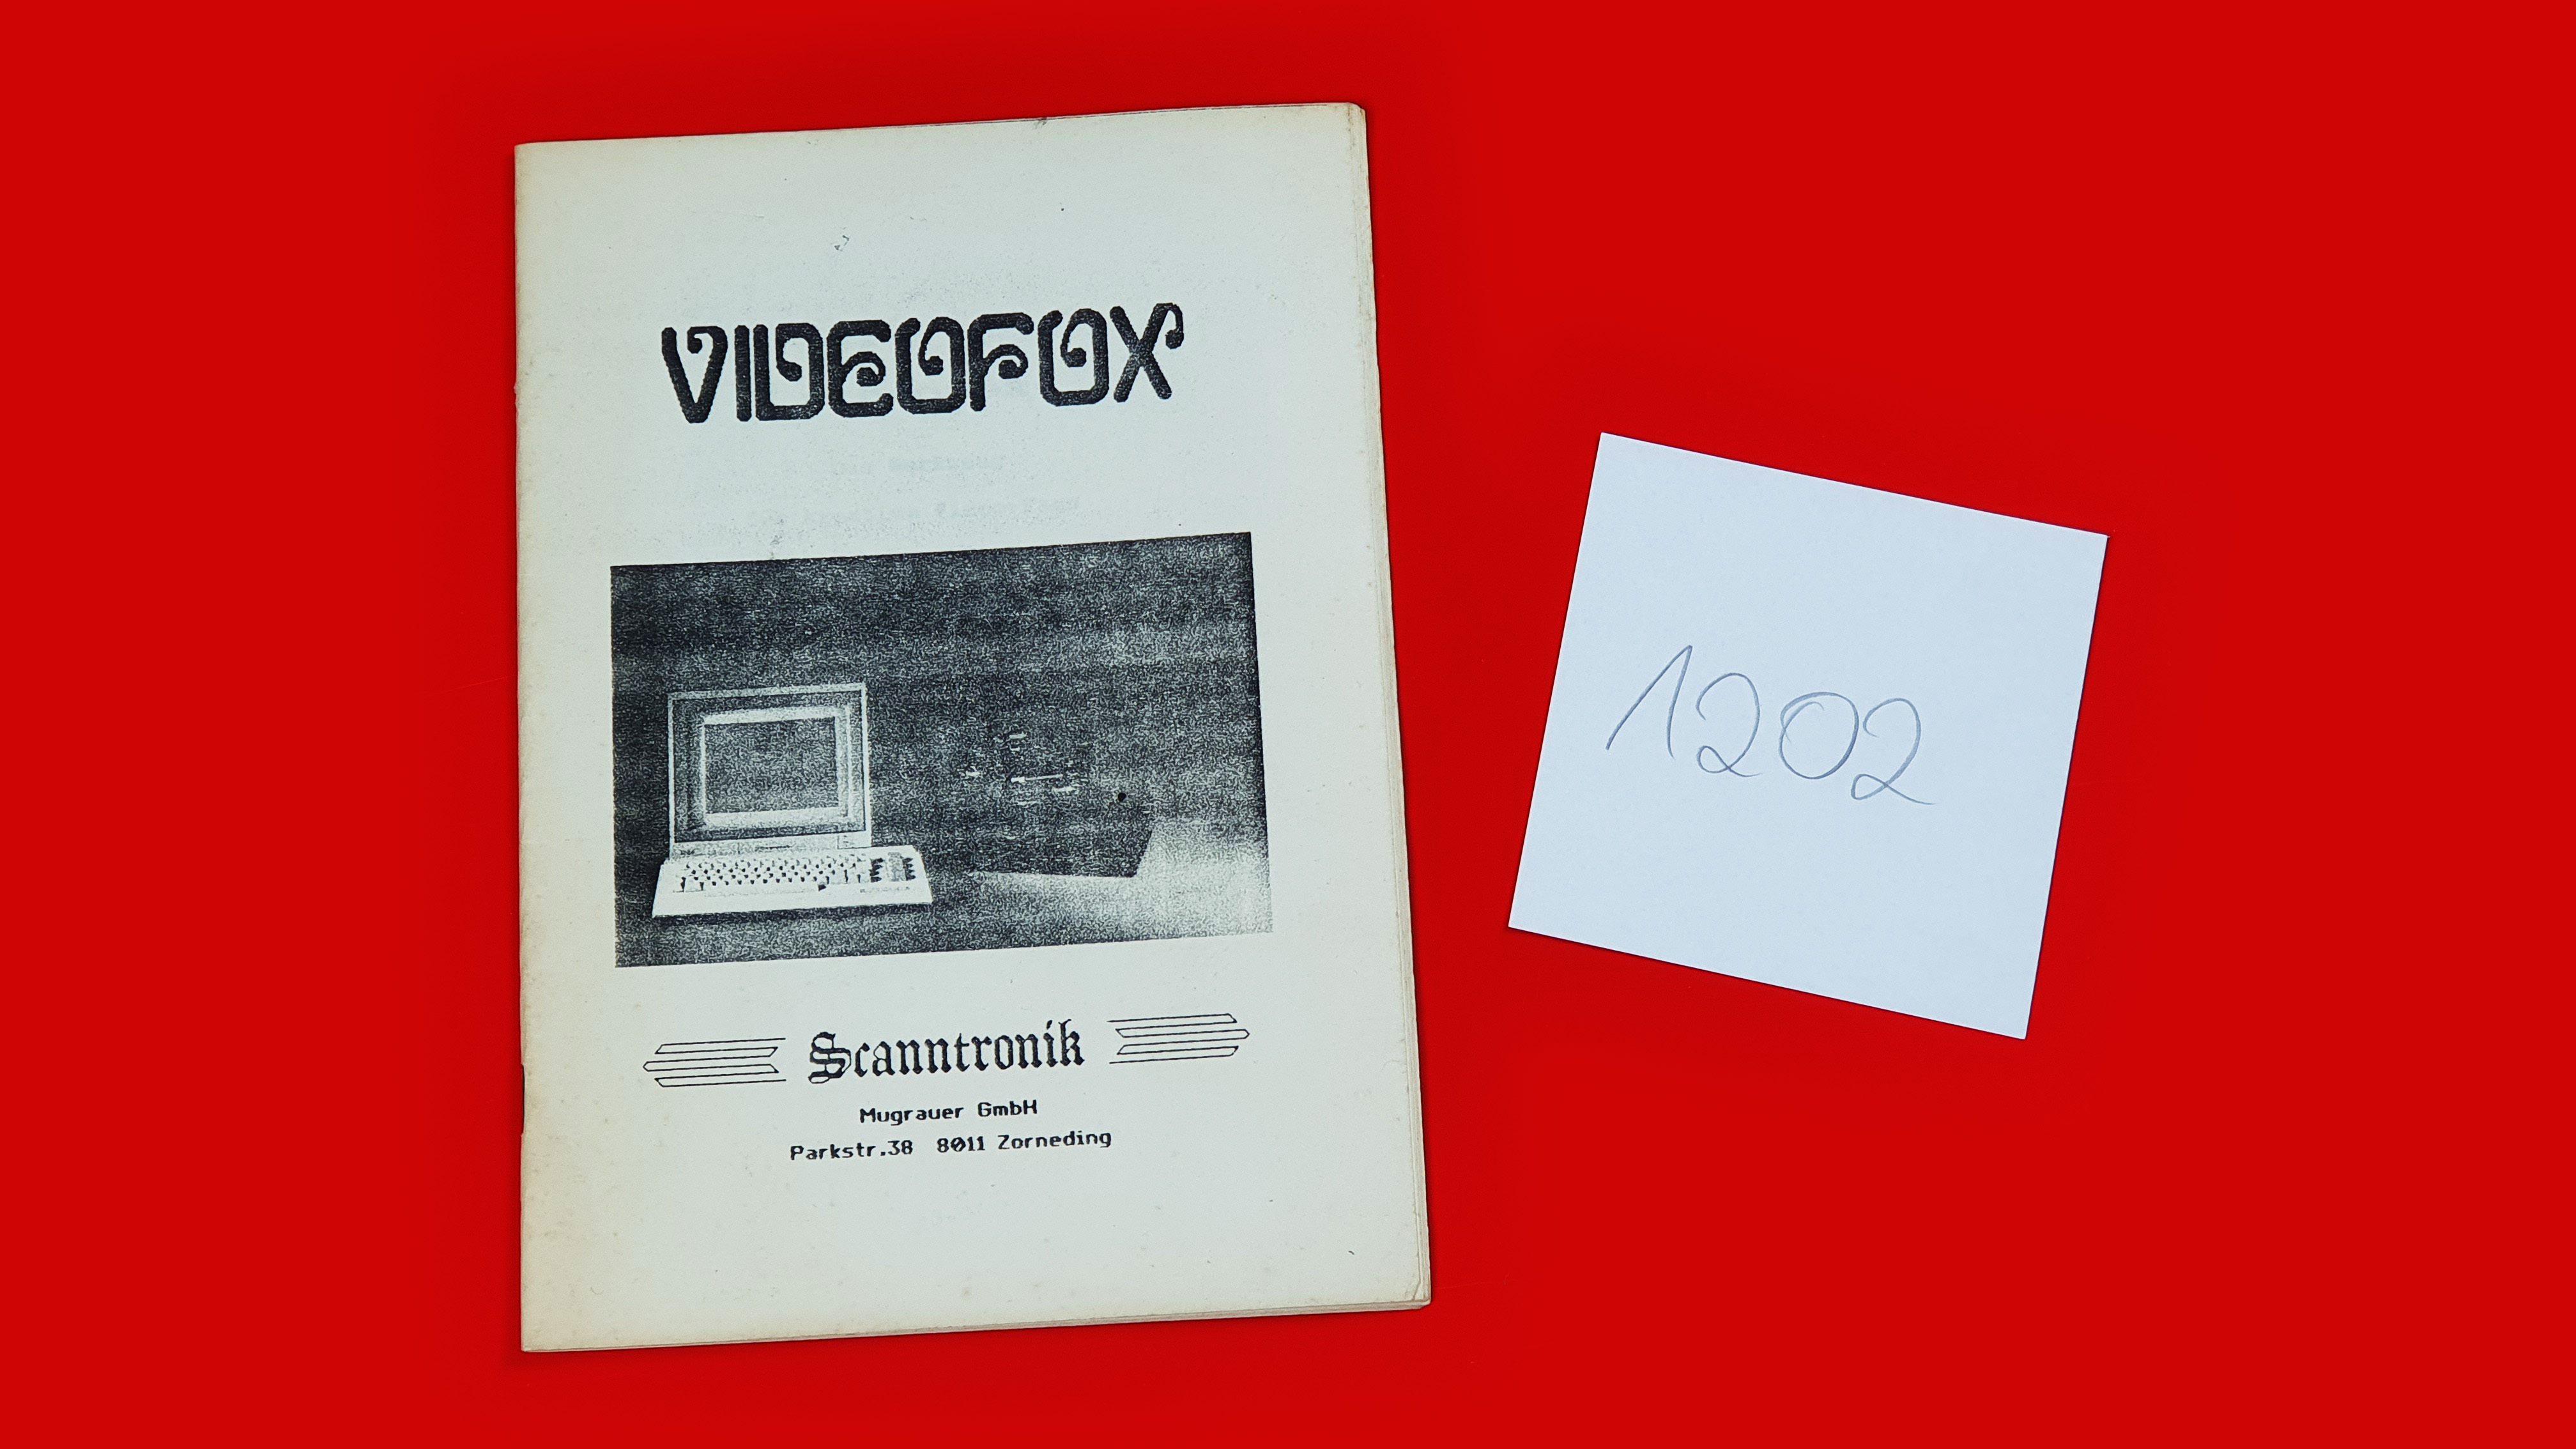 VIDEOFOX
Scanntronik
Mugrauer GmbH
Parkstr.38 8011 Zorneding
1202